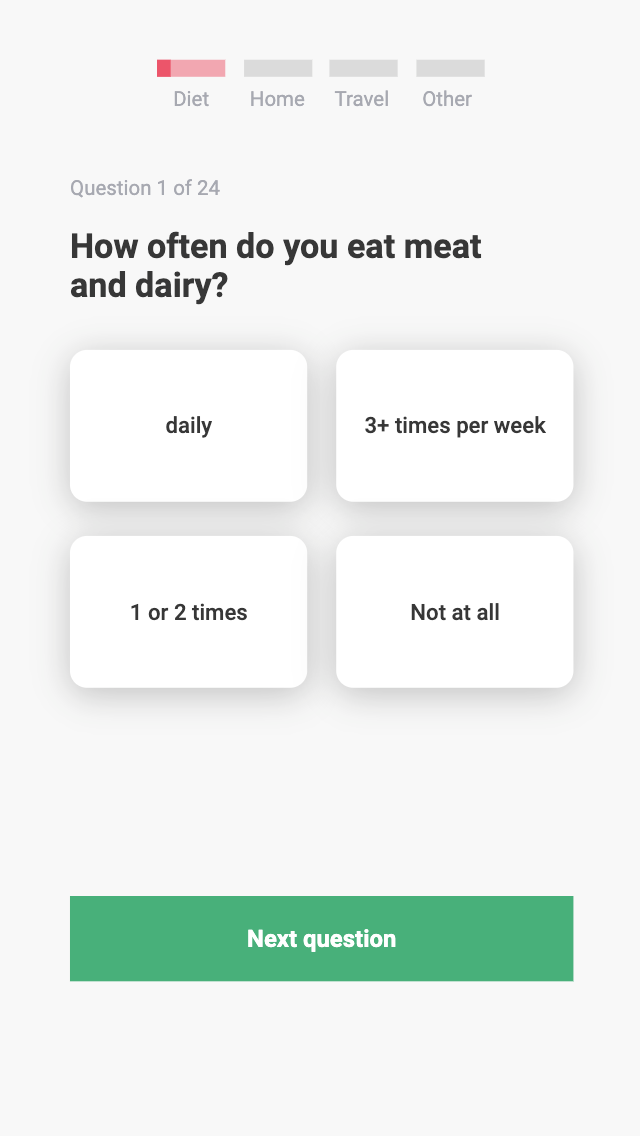 Diet Home Travel Other
Question 1 of 24
How often do you eat meat
and dairy?
daily
3+ times per week
1 or 2 times
Not at all
Next question